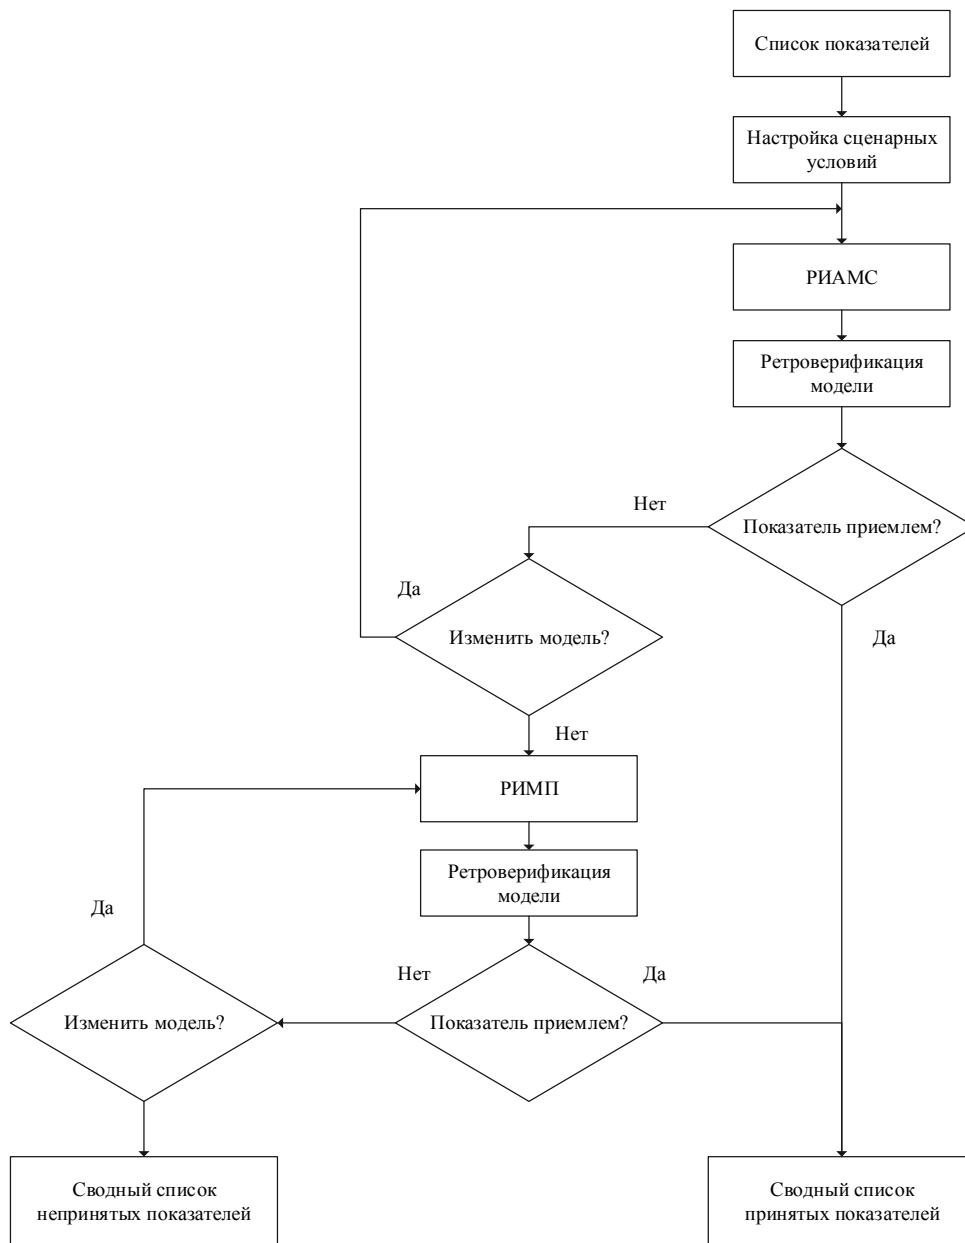 Список показателей
Настройка сценарных
условий
РИАМС
Ретроверификация
модели
Показатель приемлем?
Нет
Да
Да
Изменить модель?
Нет
РИМП
Ретроверификация
модели
Да
Нет
Да
Изменить модель?
Показатель приемлем?
Сводный список
непринятых показателей
Сводный список
принятых показателей